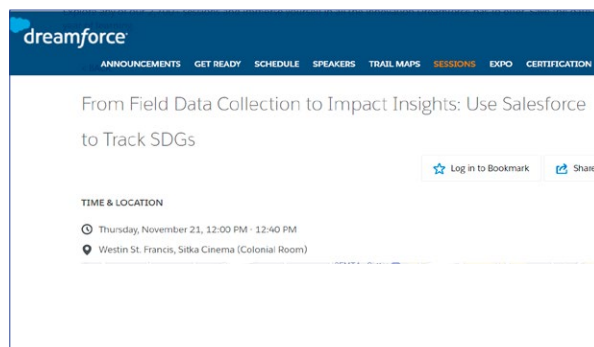 dreamforce
ANNOUNCEMENTS GET READY SCHEDULE SPEAKERS TRAIL MAPS SESSIONS EXPO CERTIFICATION
From Field Data Collection to Impact Insights: Use Salesforce
to Track SDGs
Log in to Bookmark Share
TIME & LOCATION
Thursday, November 21, 12:00 PM - 12:40 PM
Westin St. Francis, Sitka Cinema (Colonial Room)